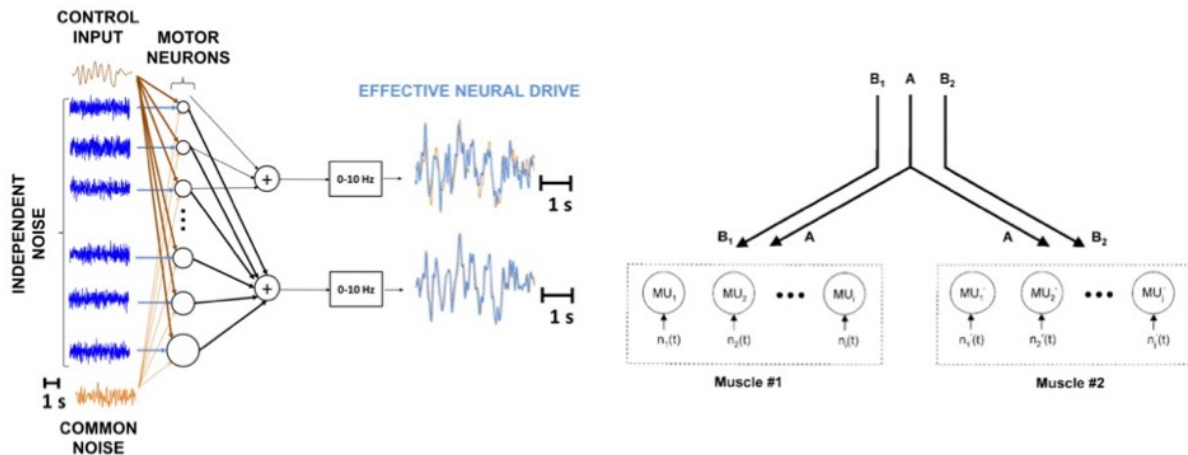 CONTROL
INPUT
MOTOR
NEURONS
EFFECTIVE NEURAL DRIVE
INDEPENDENT
NOISE
+
0-10 Hz
1 s
+
0-10 Hz
1 s
1 s
COMMON
NOISE
B1 A B2
B1 A A B2
MU1 MU2 MUi MU1' MU2' MUj'
n1(t) n2(t) ni(t) n1'(t) n2'(t) nj'(t)
Muscle #1 Muscle #2